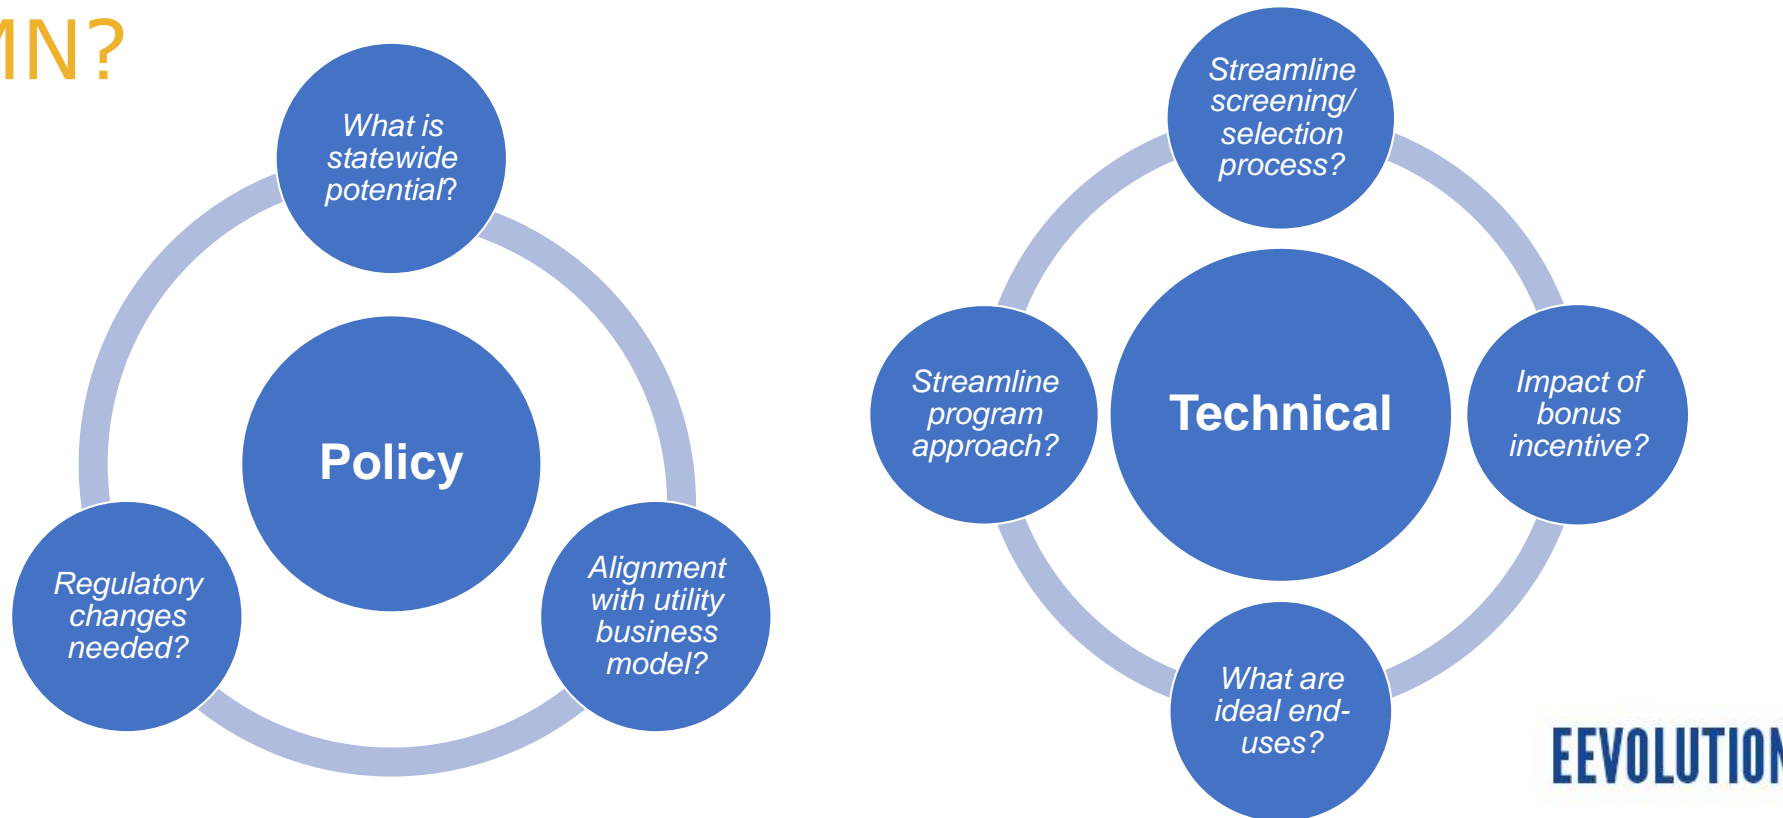 MN?
What is
statewide
potential?
Policy
Regulatory
changes
needed?
Alignment
with utility
business
model?
Streamline
screening/
selection
process?
Streamline
program
approach?
Technical
Impact of
bonus
incentive?
What are
ideal end-
uses?
EEVOLUTION